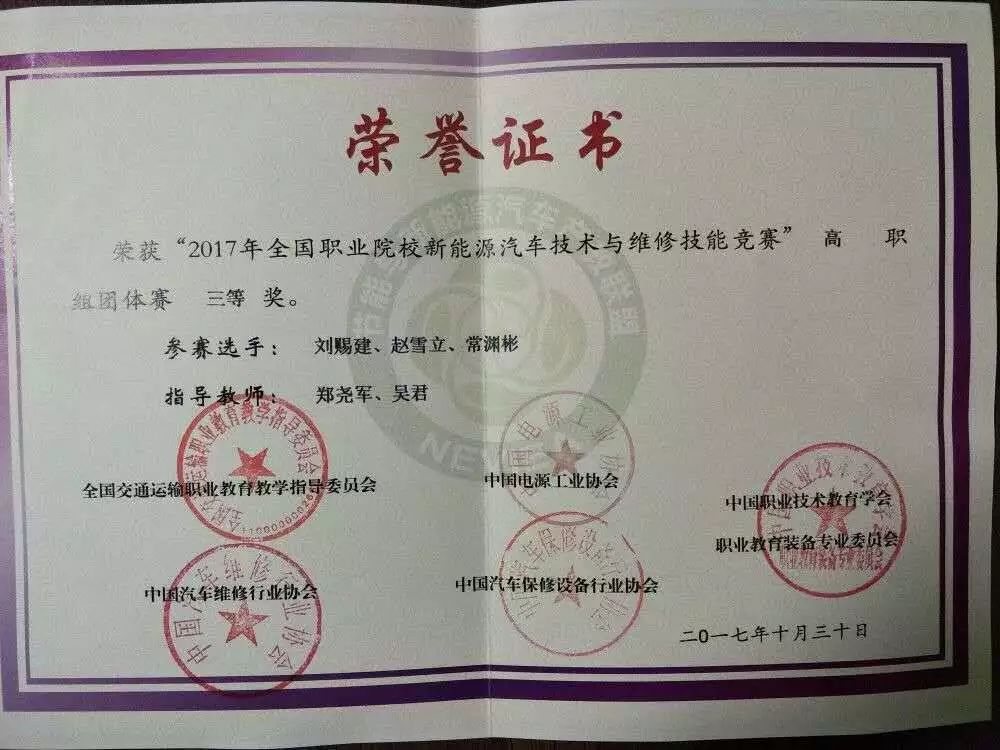 荣誉证书
荣获“2017年全国职业院校新能源汽车技术与维修技能竞赛” 高 职
组团体赛 三等 奖。
参赛选手： 刘赐建、赵雪立、常渊彬
指导教师： 郑尧军、吴君
全国交通运输职业教育教学指导委员会
中国电源工业协会
中国职业技术教育学会
职业教育装备专业委员会
中国汽车维修行业协会
中国汽车保修设备行业协会
二〇一七年十月三十日